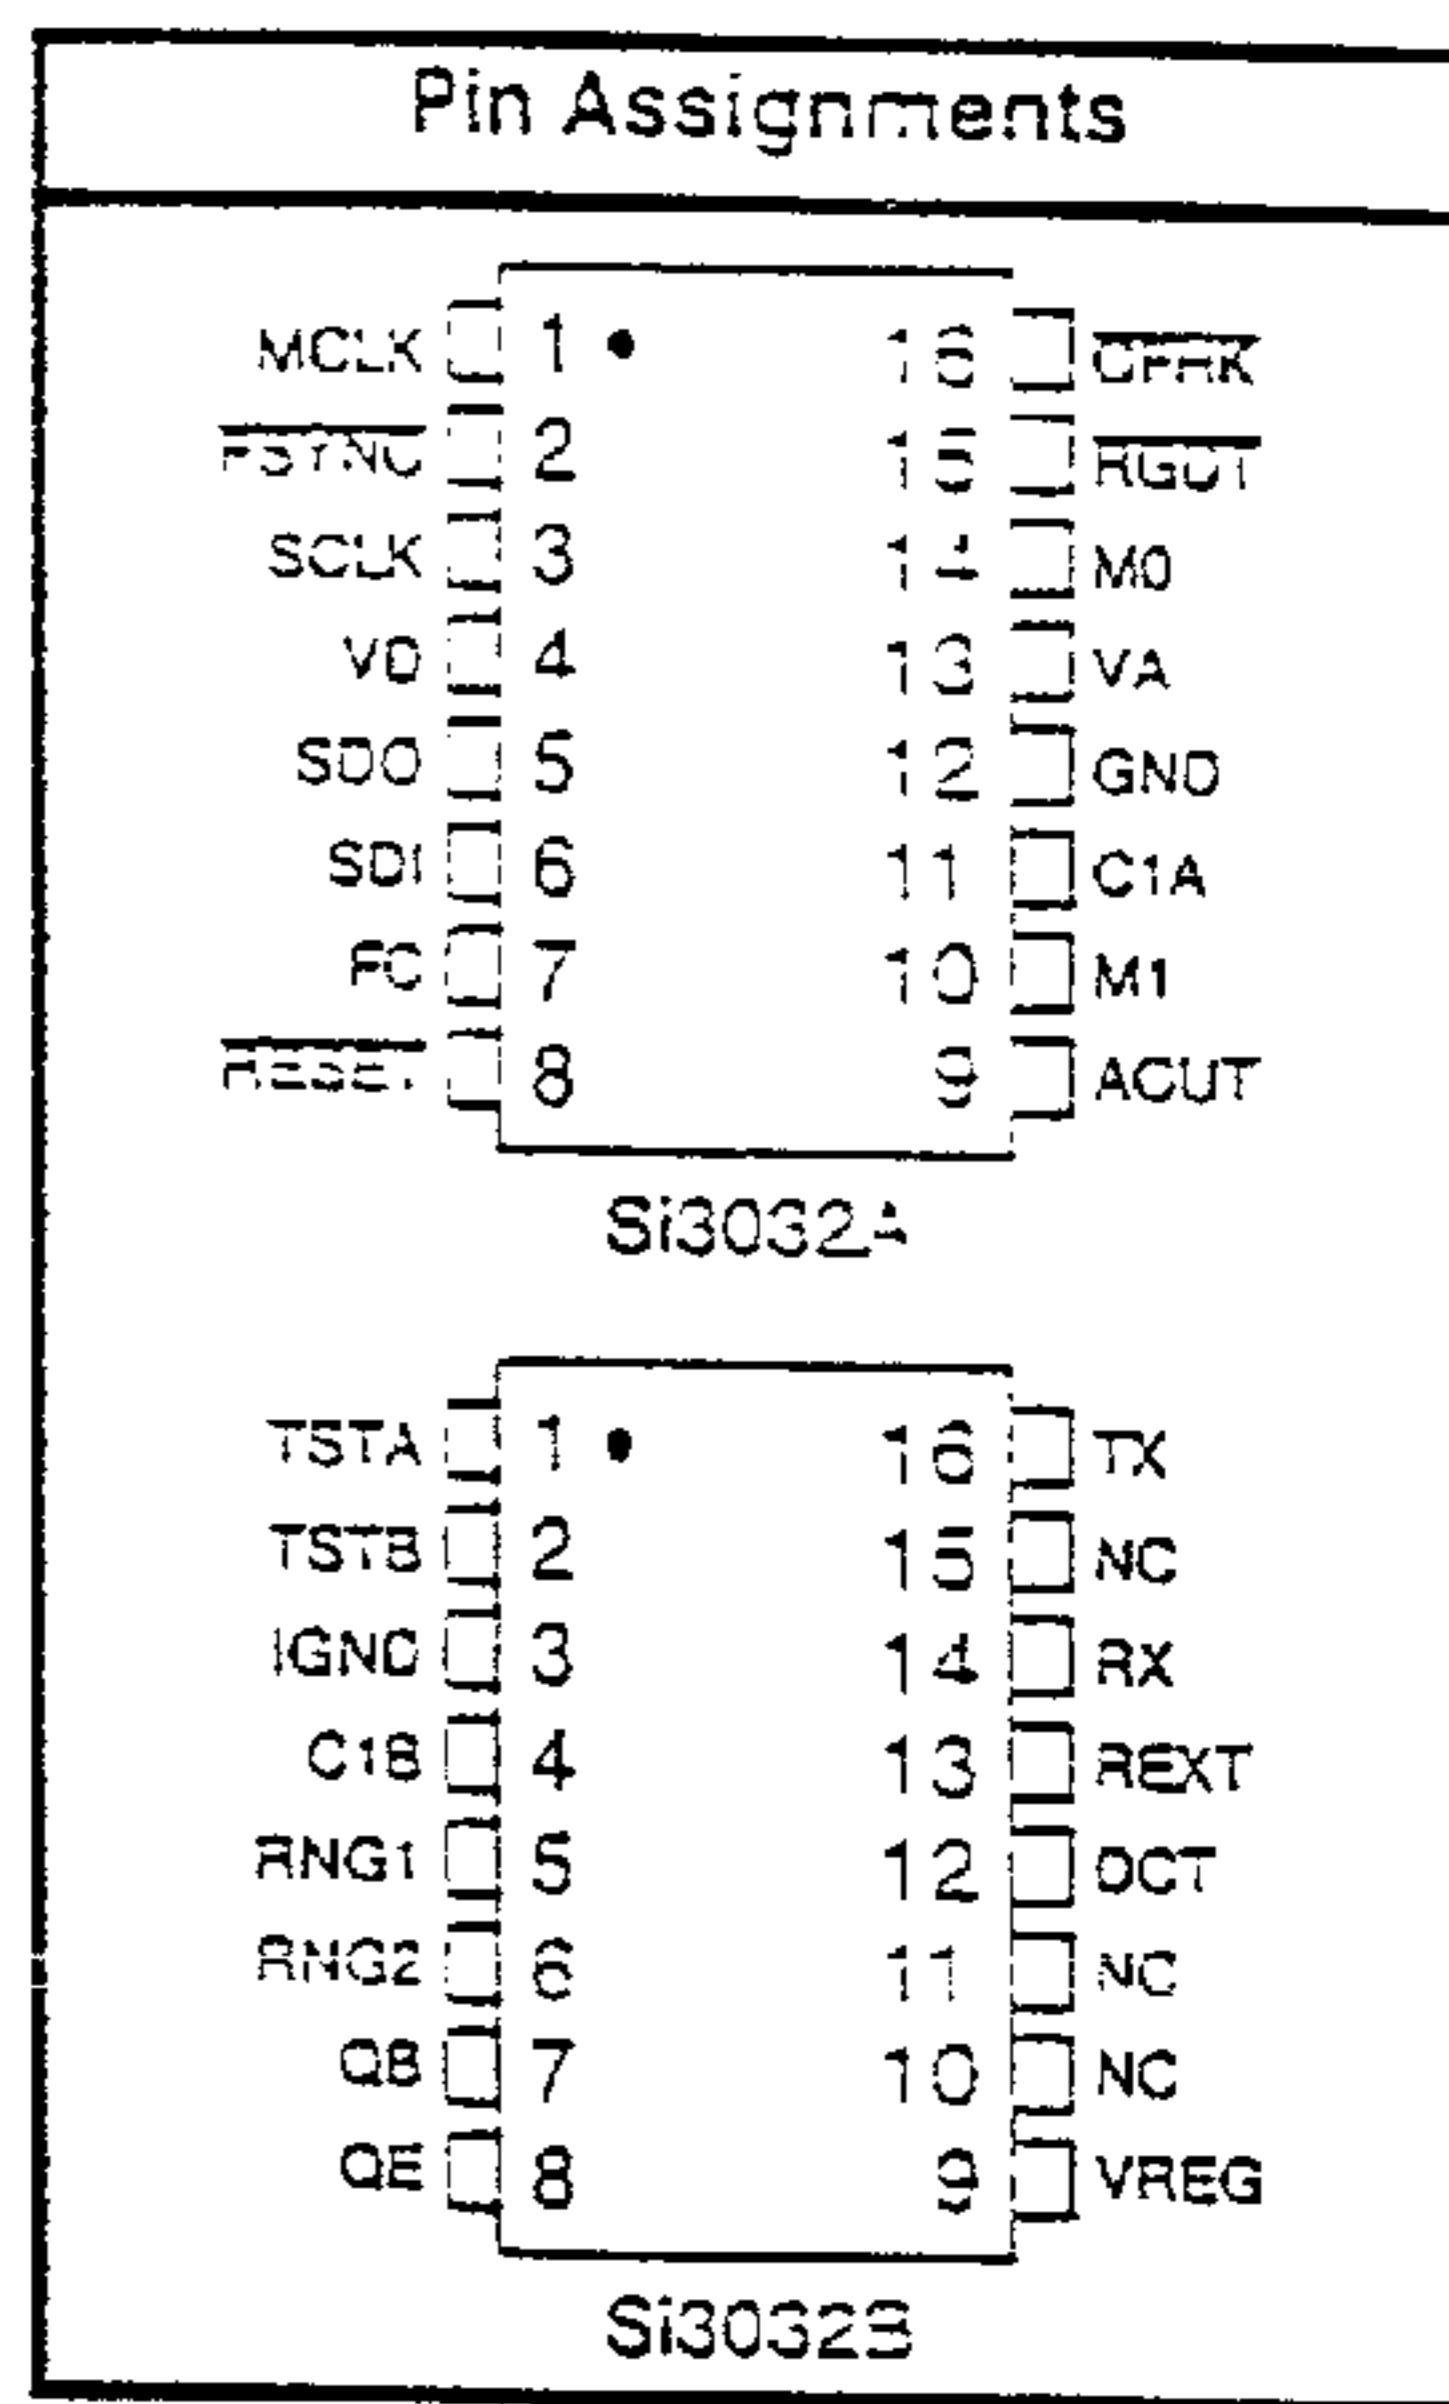 Pin Assignments
MCLK 1 16 OFHK
FSYNC 2 15 RGDT
SCLK 3 14 M0
VD 4 13 VA
SDO 5 12 GND
SDI 6 11 C1A
FC 7 10 M1
RESET 8 9 AOUT
Si3032A
TSTA 1 16 TX
TSTB 2 15 NC
IGND 3 14 RX
C1B 4 13 REXT
RNG1 5 12 DCT
RNG2 6 11 NC
QB 7 10 NC
QE 8 9 VREG
Si3032B